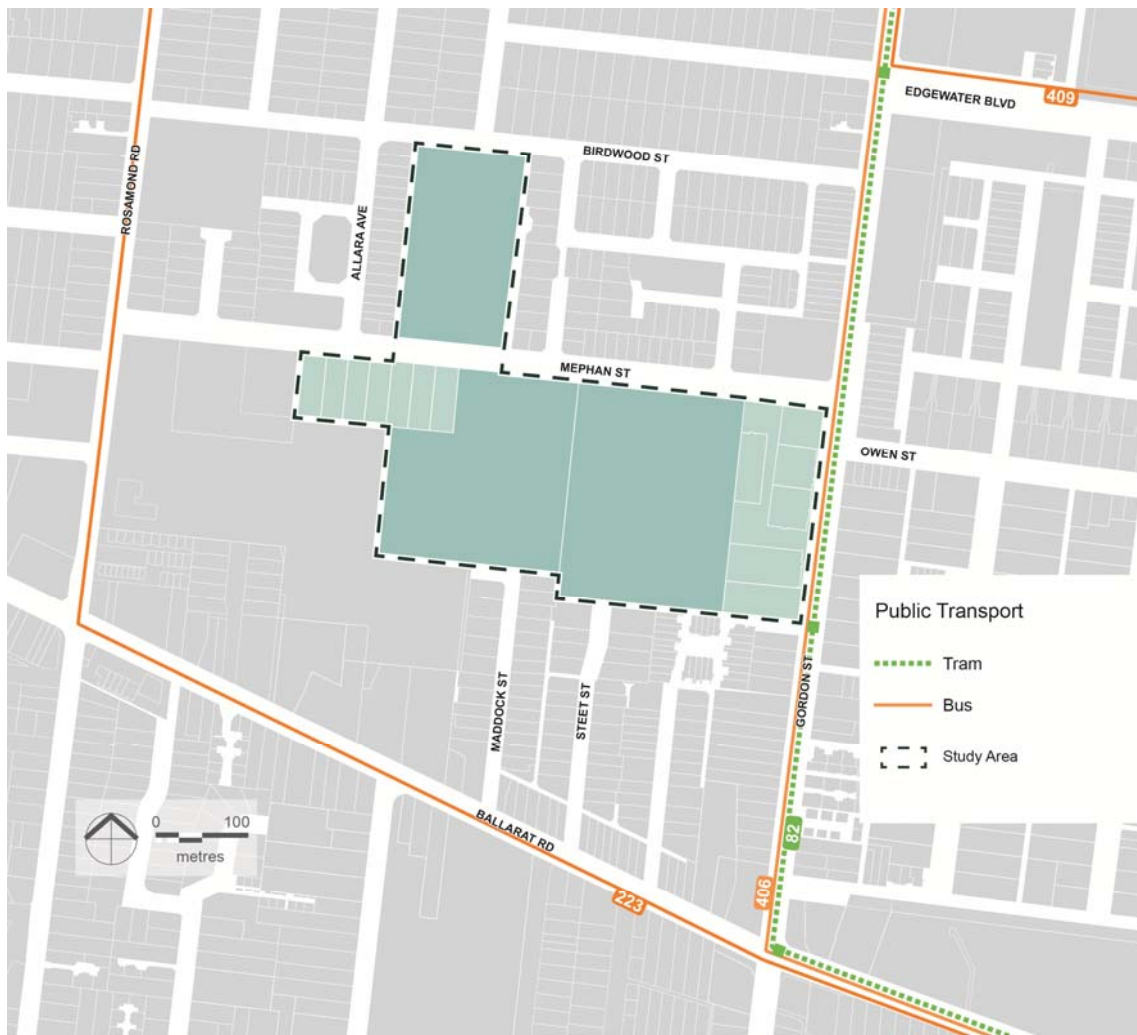 EDGEWATER BLVD
409
BIRDWOOD ST
ROSAMOND RD
ALLARA AVE
MEPHAN ST
OWEN ST
Public Transport
Tram
Bus
Study Area
GORDON ST
MADDOCK ST
STEET ST
0 100
metres
BALLARAT RD
82
406
223